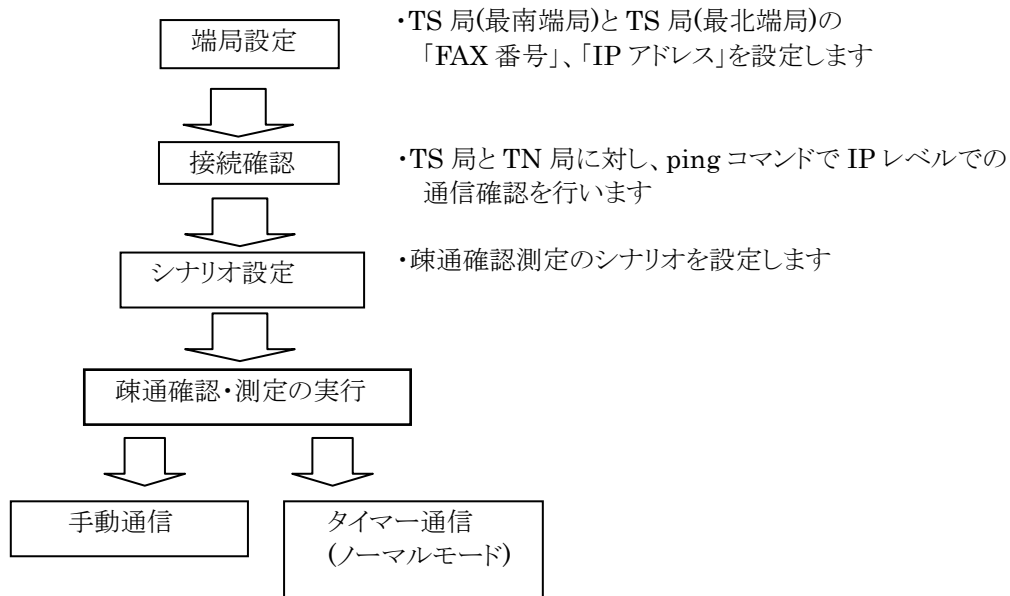 端局設定
・TS 局(最南端局)と TS 局(最北端局)の
「FAX 番号」、「IP アドレス」を設定します
接続確認
・TS 局と TN 局に対し、ping コマンドで IP レベルでの
通信確認を行います
シナリオ設定
・疎通確認測定のシナリオを設定します
疎通確認・測定の実行
手動通信
タイマー通信
(ノーマルモード)